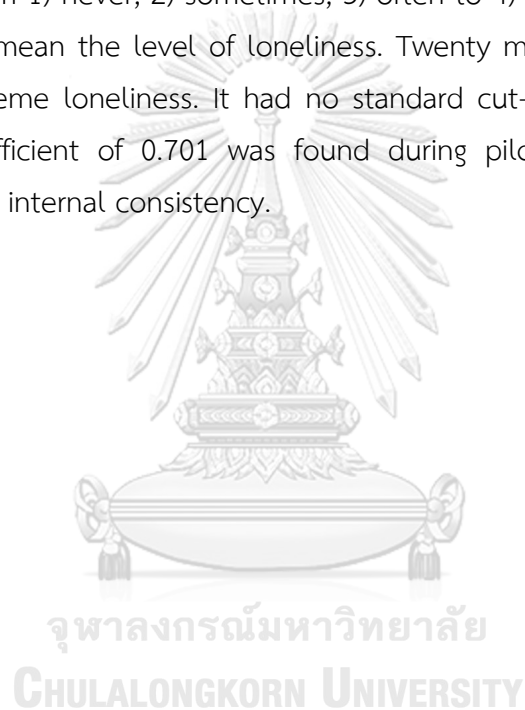 1) never, 2) sometimes, 3) often to 4)
mean the level of loneliness. Twenty m
eme loneliness. It had no standard cut-
fficient of 0.701 was found during pilo
internal consistency.
จุฬาลงกรณ์มหาวิทยาลัย
CHULALONGKORN UNIVERSITY